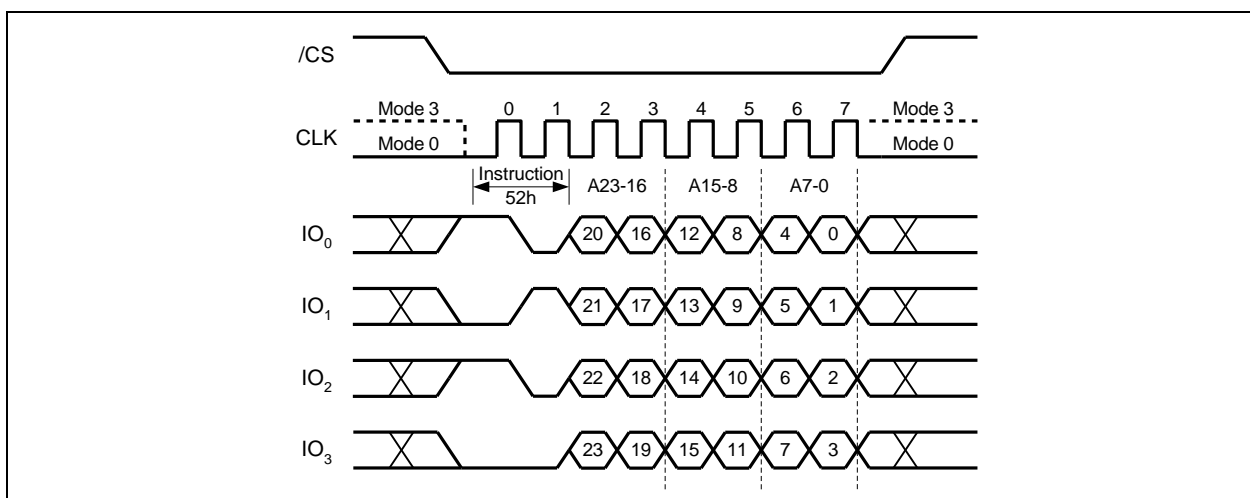 /CS
Mode 3 0 1 2 3 4 5 6 7 Mode 3
CLK Mode 0 Mode 0
Instruction
52h
A23-16 A15-8 A7-0
IO0 20 16 12 8 4 0
IO1 21 17 13 9 5 1
IO2 22 18 14 10 6 2
IO3 23 19 15 11 7 3